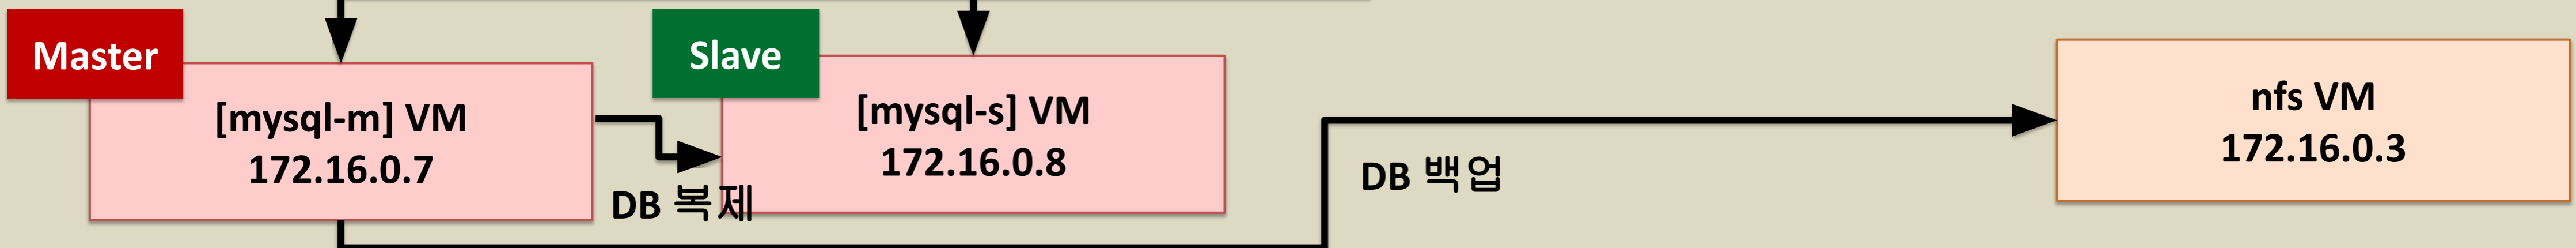 Master
[mysql-m] VM
172.16.0.7
DB 복제
Slave
[mysql-s] VM
172.16.0.8
DB 백업
nfs VM
172.16.0.3